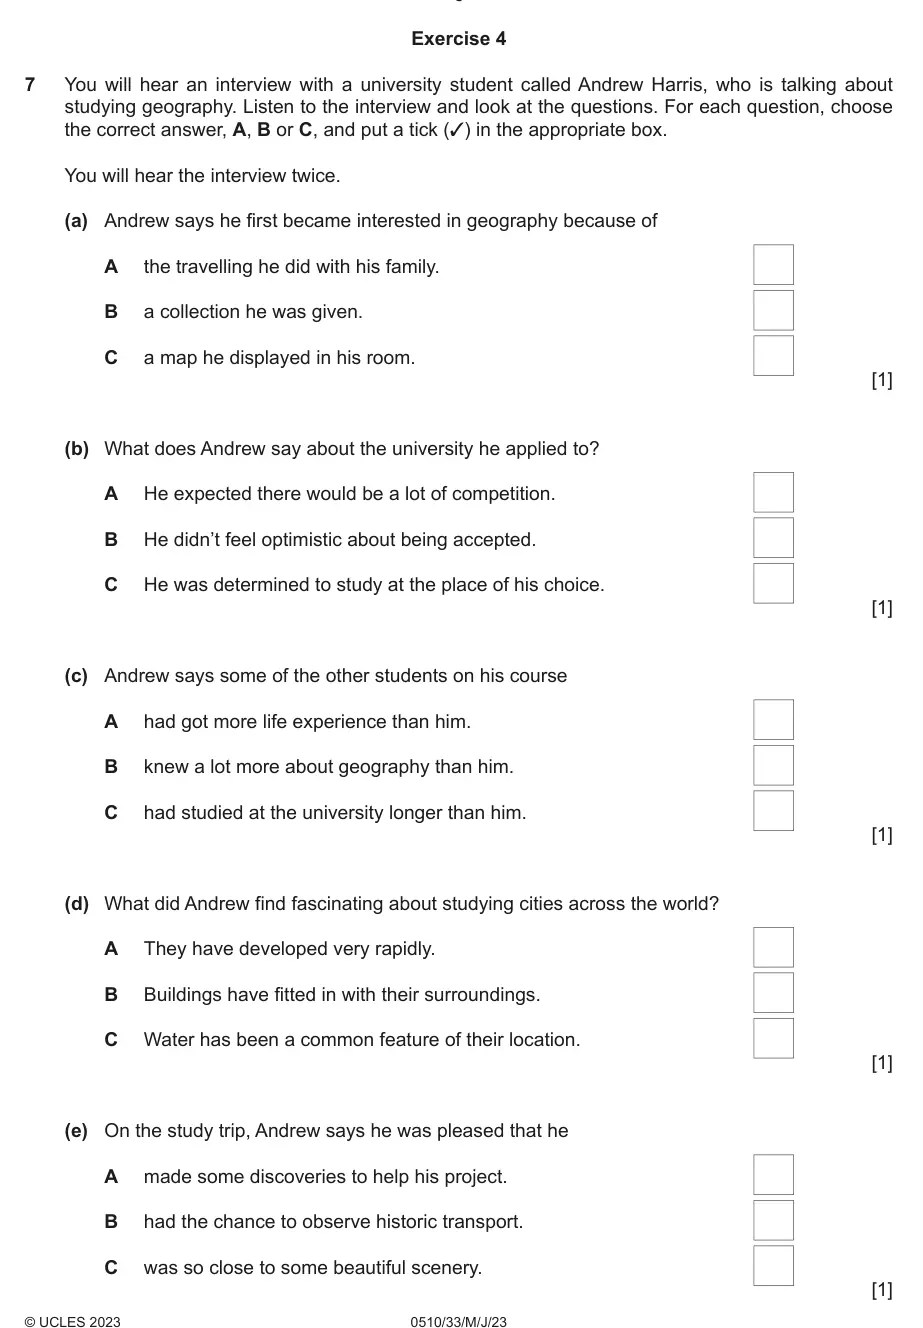 Exercise 4
7 You will hear an interview with a university student called Andrew Harris, who is talking about
studying geography. Listen to the interview and look at the questions. For each question, choose
the correct answer, A, B or C, and put a tick (✓) in the appropriate box.
You will hear the interview twice.
(a) Andrew says he first became interested in geography because of
A the travelling he did with his family.
B a collection he was given.
C a map he displayed in his room.
[1]
(b) What does Andrew say about the university he applied to?
A He expected there would be a lot of competition.
B He didn’t feel optimistic about being accepted.
C He was determined to study at the place of his choice.
[1]
(c) Andrew says some of the other students on his course
A had got more life experience than him.
B knew a lot more about geography than him.
C had studied at the university longer than him.
[1]
(d) What did Andrew find fascinating about studying cities across the world?
A They have developed very rapidly.
B Buildings have fitted in with their surroundings.
C Water has been a common feature of their location.
[1]
(e) On the study trip, Andrew says he was pleased that he
A made some discoveries to help his project.
B had the chance to observe historic transport.
C was so close to some beautiful scenery.
[1]
© UCLES 2023 0510/33/M/J/23